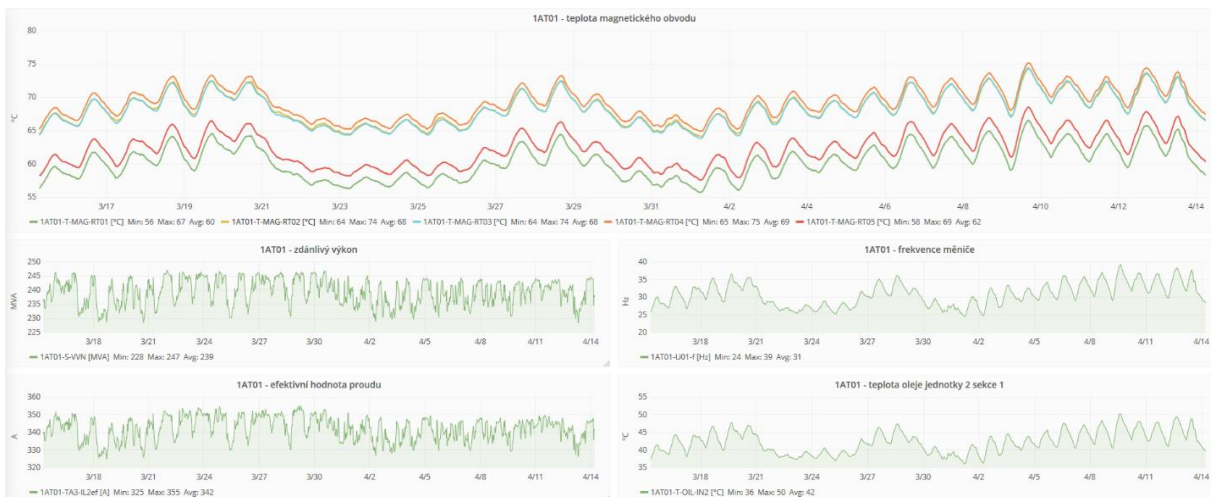 1AT01 - teplota magnetického obvodu
80
75
70
65
60
55
°C
3/17 3/19 3/21 3/23 3/25 3/27 3/29 3/31 4/2 4/4 4/6 4/8 4/10 4/12 4/14
1AT01-T-MAG-RT01 [°C] Min: 56 Max: 67 Avg: 60 1AT01-T-MAG-RT02 [°C] Min: 64 Max: 74 Avg: 68 1AT01-T-MAG-RT03 [°C] Min: 64 Max: 74 Avg: 68 1AT01-T-MAG-RT04 [°C] Min: 65 Max: 75 Avg: 69 1AT01-T-MAG-RT05 [°C] Min: 58 Max: 69 Avg: 62
1AT01 - zdánlivý výkon
250
245
240
235
230
225
MVA
3/18 3/21 3/24 3/27 3/30 4/2 4/5 4/8 4/11 4/14
1AT01-S-VVN [MVA] Min: 228 Max: 247 Avg: 239
1AT01 - frekvence měniče
40
35
30
25
20
Hz
3/18 3/21 3/24 3/27 3/30 4/2 4/5 4/8 4/11 4/14
1AT01-U01-f [Hz] Min: 24 Max: 39 Avg: 31
1AT01 - efektivní hodnota proudu
360
350
340
330
320
A
3/18 3/21 3/24 3/27 3/30 4/2 4/5 4/8 4/11 4/14
1AT01-TA3-IL2ef [A] Min: 325 Max: 355 Avg: 342
1AT01 - teplota oleje jednotky 2 sekce 1
55
50
45
40
35
°C
3/18 3/21 3/24 3/27 3/30 4/2 4/5 4/8 4/11 4/14
1AT01-T-OIL-IN2 [°C] Min: 36 Max: 50 Avg: 42